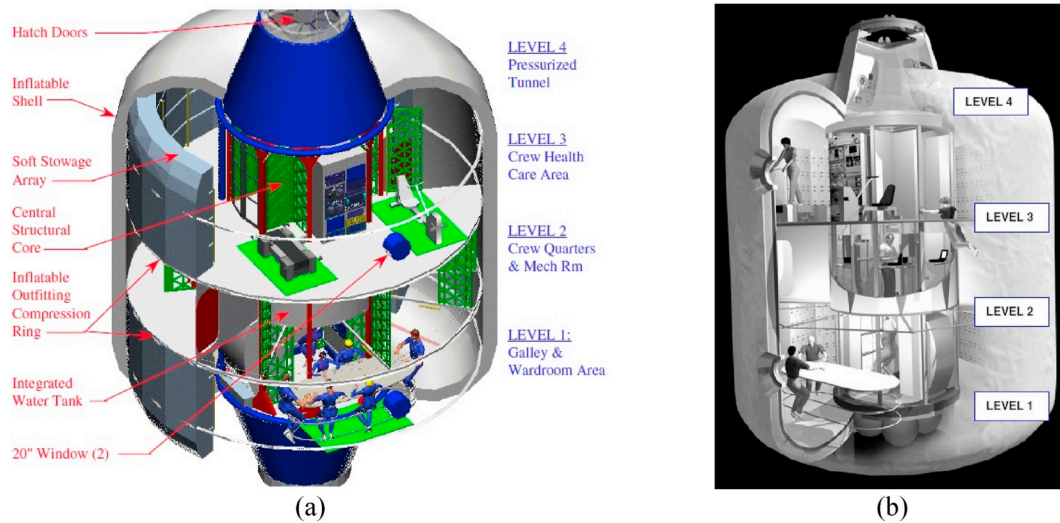 Hatch Doors
Inflatable
Shell
Soft Stowage
Array
Central
Structural
Core
Inflatable
Outfitting
Compression
Ring
Integrated
Water Tank
20" Window (2)
LEVEL 4
Pressurized
Tunnel
LEVEL 3
Crew Health
Care Area
LEVEL 2
Crew Quarters
& Mech Rm
LEVEL 1:
Galley &
Wardroom Area
(a)
LEVEL 4
LEVEL 3
LEVEL 2
LEVEL 1
(b)